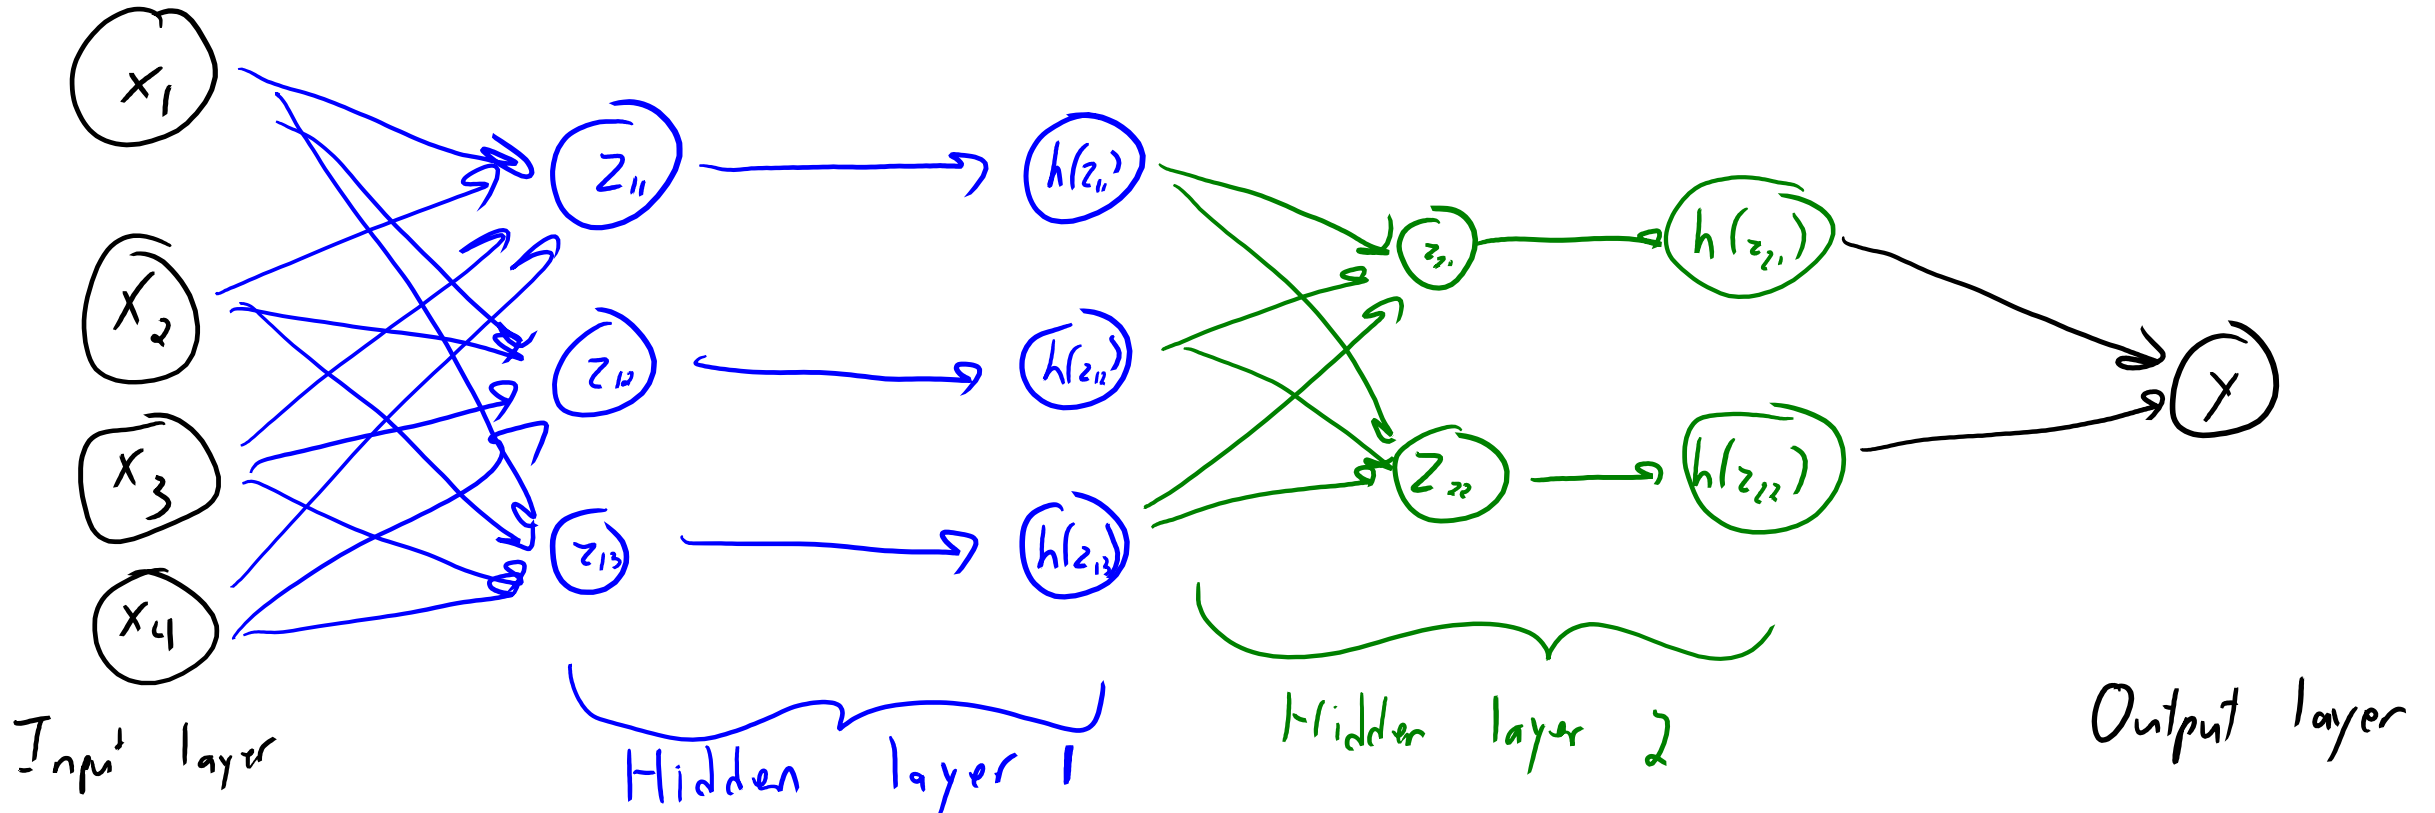 x1
x2
x3
x4
z11
z12
z13
h(z11)
h(z12)
h(z13)
z21
z22
h(z21)
h(z22)
y
Input layer
Hidden layer 1
Hidden layer 2
Output layer